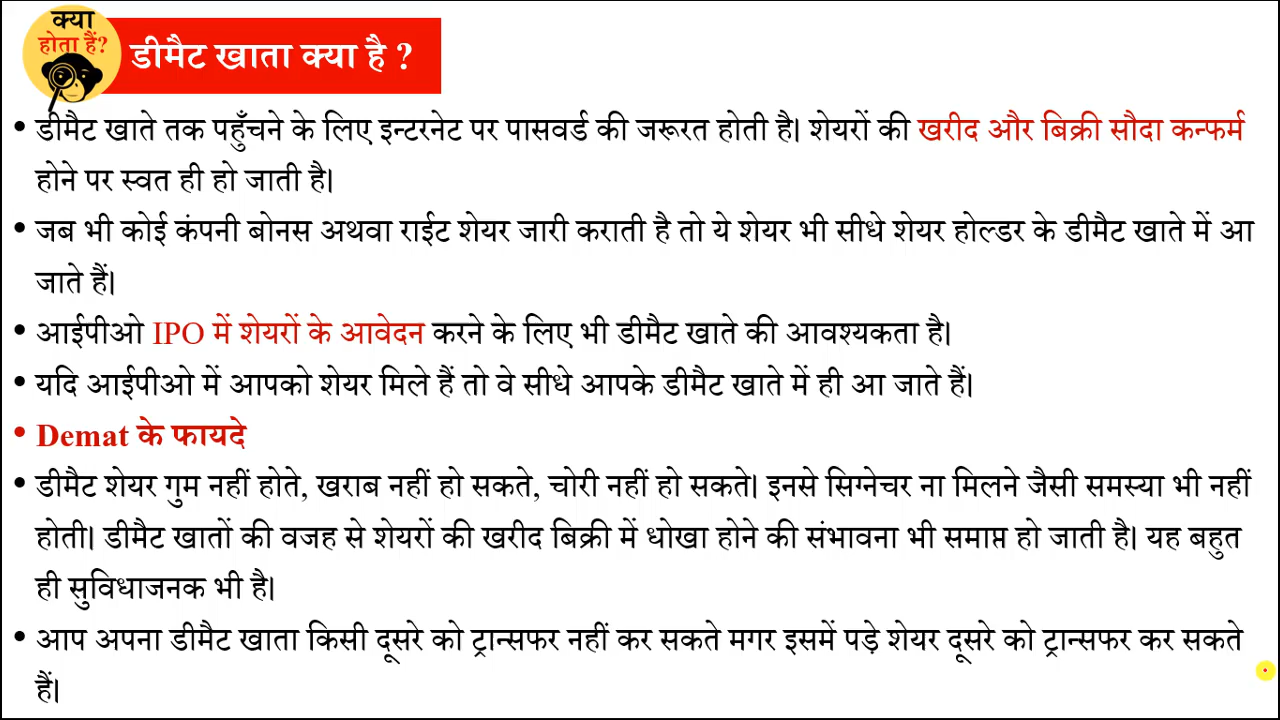 क्या
होता हैं?
डीमैट खाता क्या है ?
• डीमैट खाते तक पहुँचने के लिए इन्टरनेट पर पासवर्ड की जरूरत होती है। शेयरों की खरीद और बिक्री सौदा कन्फर्म
होने पर स्वत ही हो जाती है।
• जब भी कोई कंपनी बोनस अथवा राईट शेयर जारी कराती है तो ये शेयर भी सीधे शेयर होल्डर के डीमैट खाते में आ
जाते हैं।
• आईपीओ IPO में शेयरों के आवेदन करने के लिए भी डीमैट खाते की आवश्यकता है।
• यदि आईपीओ में आपको शेयर मिले हैं तो वे सीधे आपके डीमैट खाते में ही आ जाते हैं।
• Demat के फायदे
• डीमैट शेयर गुम नहीं होते, खराब नहीं हो सकते, चोरी नहीं हो सकते। इनसे सिग्नेचर ना मिलने जैसी समस्या भी नहीं
होती। डीमैट खातों की वजह से शेयरों की खरीद बिक्री में धोखा होने की संभावना भी समाप्त हो जाती है। यह बहुत
ही सुविधाजनक भी है।
• आप अपना डीमैट खाता किसी दूसरे को ट्रान्सफर नहीं कर सकते मगर इसमें पड़े शेयर दूसरे को ट्रान्सफर कर सकते
हैं।